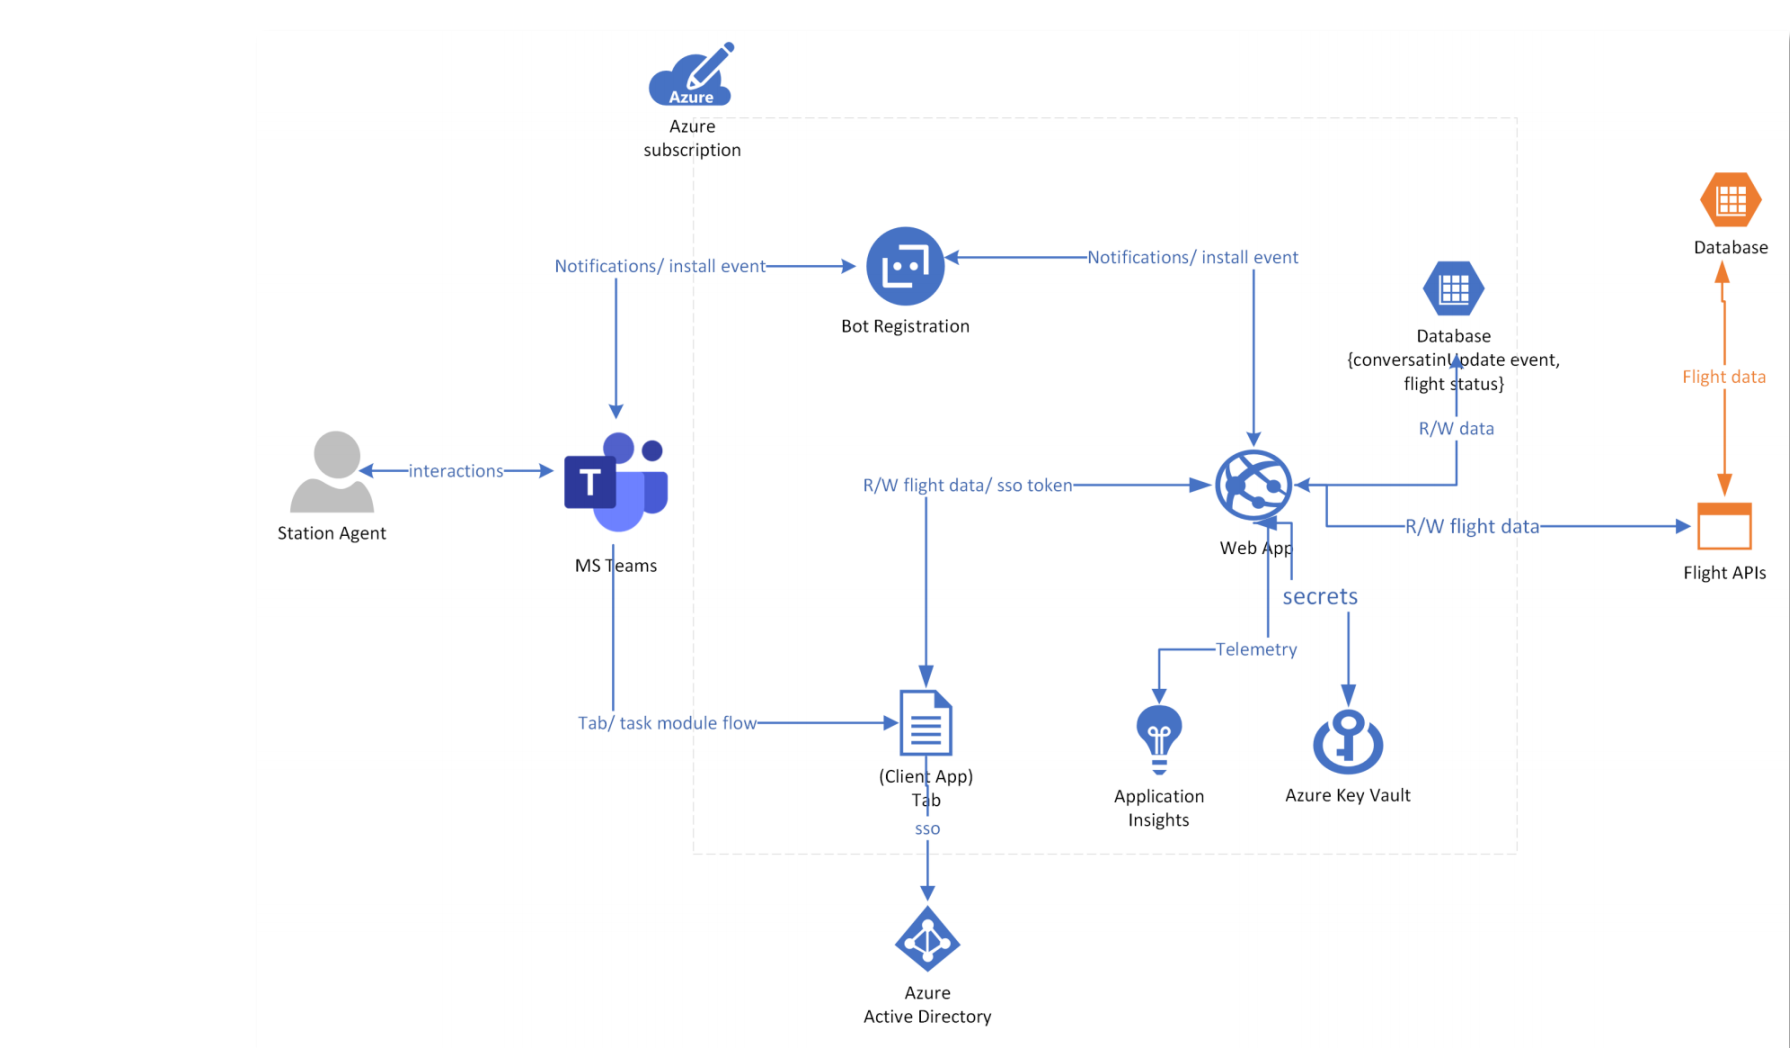 Azure
Azure
subscription
Database
Notifications/ install event
Notifications/ install event
Bot Registration
Database
{conversatinUpdate event,
flight status}
Flight data
R/W data
interactions
T
R/W flight data/ sso token
Station Agent
MS Teams
Web App
R/W flight data
Flight APIs
secrets
Telemetry
Tab/ task module flow
(Client App)
Tab
Application
Insights
Azure Key Vault
sso
Azure
Active Directory